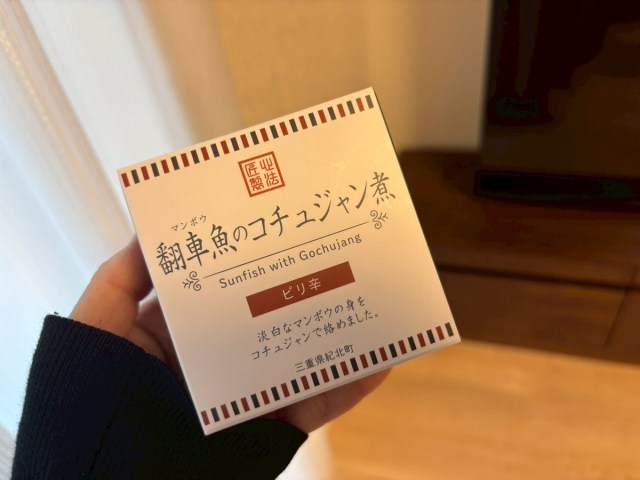 匠心
製法
マンボウ
翻車魚のコチュジャン煮
Sunfish with Gochujang
ピリ辛
淡白なマンボウの身を
コチュジャンで絡めました。
三重県紀北町